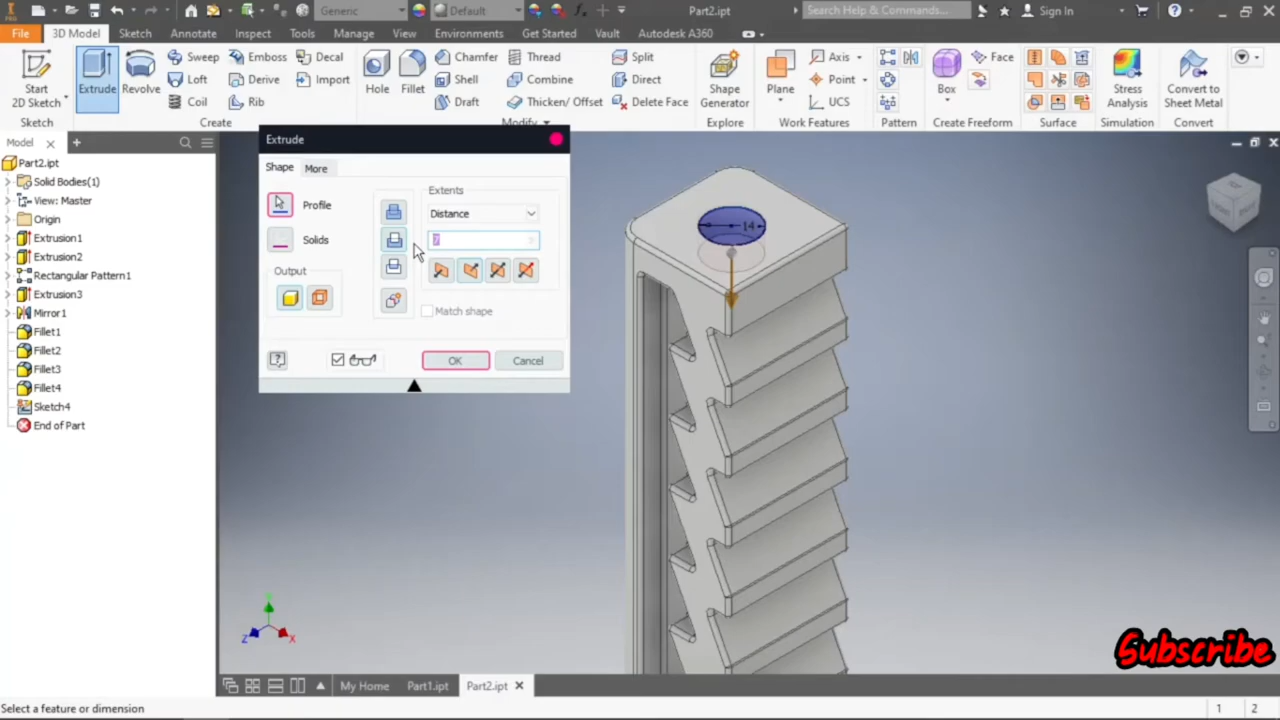 Generic
Default
Part2.ipt
Search Help & Commands...
Sign In
PRO
File
3D Model
Sketch
Annotate
Inspect
Tools
Manage
View
Environments
Get Started
Vault
Autodesk A360
Start
2D Sketch
Extrude
Revolve
Sweep
Emboss
Decal
Loft
Derive
Import
Coil
Rib
Hole
Fillet
Chamfer
Thread
Split
Shell
Combine
Direct
Draft
Thicken/ Offset
Delete Face
Shape
Generator
Plane
Axis
Point
UCS
Box
Face
Stress
Analysis
Convert to
Sheet Metal
Sketch
Create
Modify
Explore
Work Features
Pattern
Create Freeform
Surface
Simulation
Convert
Model
Part2.ipt
Solid Bodies(1)
View: Master
Origin
Extrusion1
Extrusion2
Rectangular Pattern1
Extrusion3
Mirror1
Fillet1
Fillet2
Fillet3
Fillet4
Sketch4
End of Part
Extrude
Shape
More
Profile
Solids
Output
Extents
Distance
7
Match shape
OK
Cancel
14
Y
Z
X
Subscribe
My Home
Part1.ipt
Part2.ipt
Select a feature or dimension
1
2